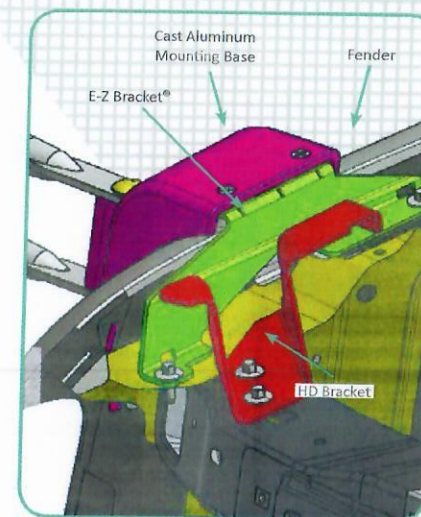 Cast Aluminum
Mounting Base
Fender
E-Z Bracket®
HD Bracket